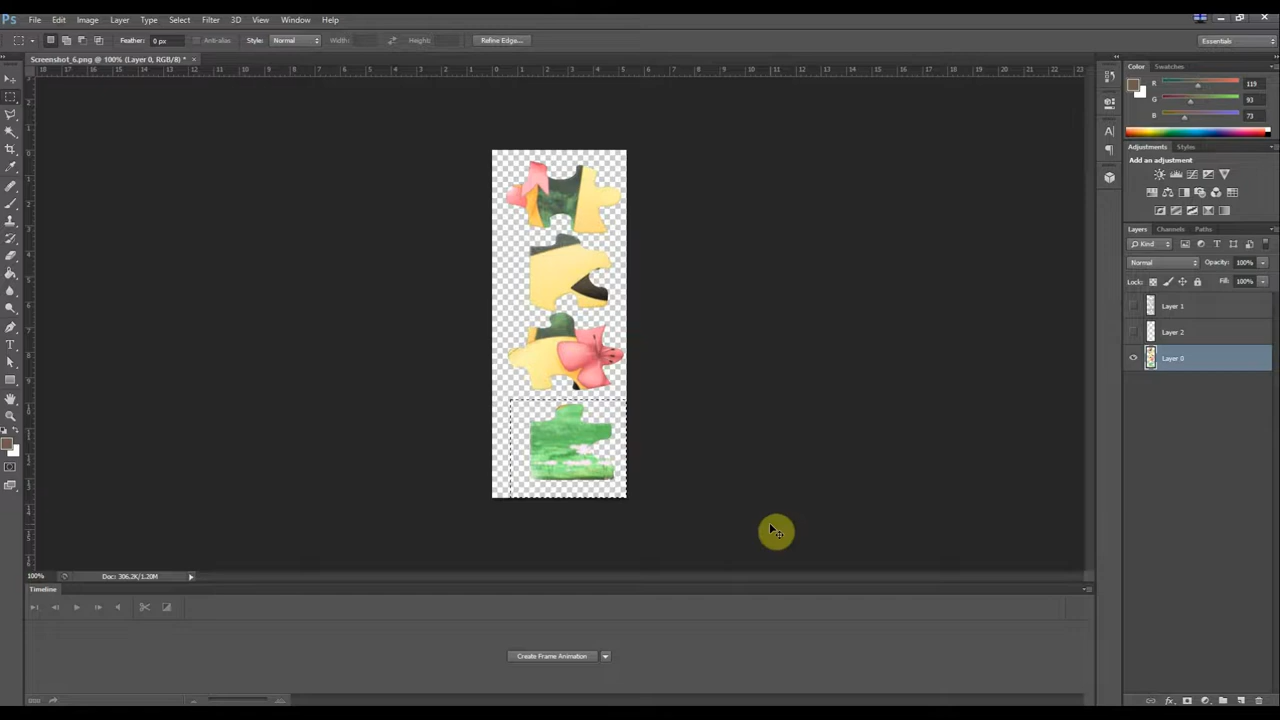 Ps File Edit Image Layer Type Select Filter 3D View Window Help
Feather: 0 px Anti-alias Style: Normal Width: Height: Refine Edge... Essentials
Screenshot_6.png @ 100% (Layer 0, RGB/8) * ×
Color Swatches
R 119
G 93
B 73
Adjustments Styles
Add an adjustment
Layers Channels Paths
Kind
Normal Opacity: 100%
Lock: Fill: 100%
Layer 1
Layer 2
Layer 0
100% Doc: 306.2K/1.20M
Timeline
Create Frame Animation